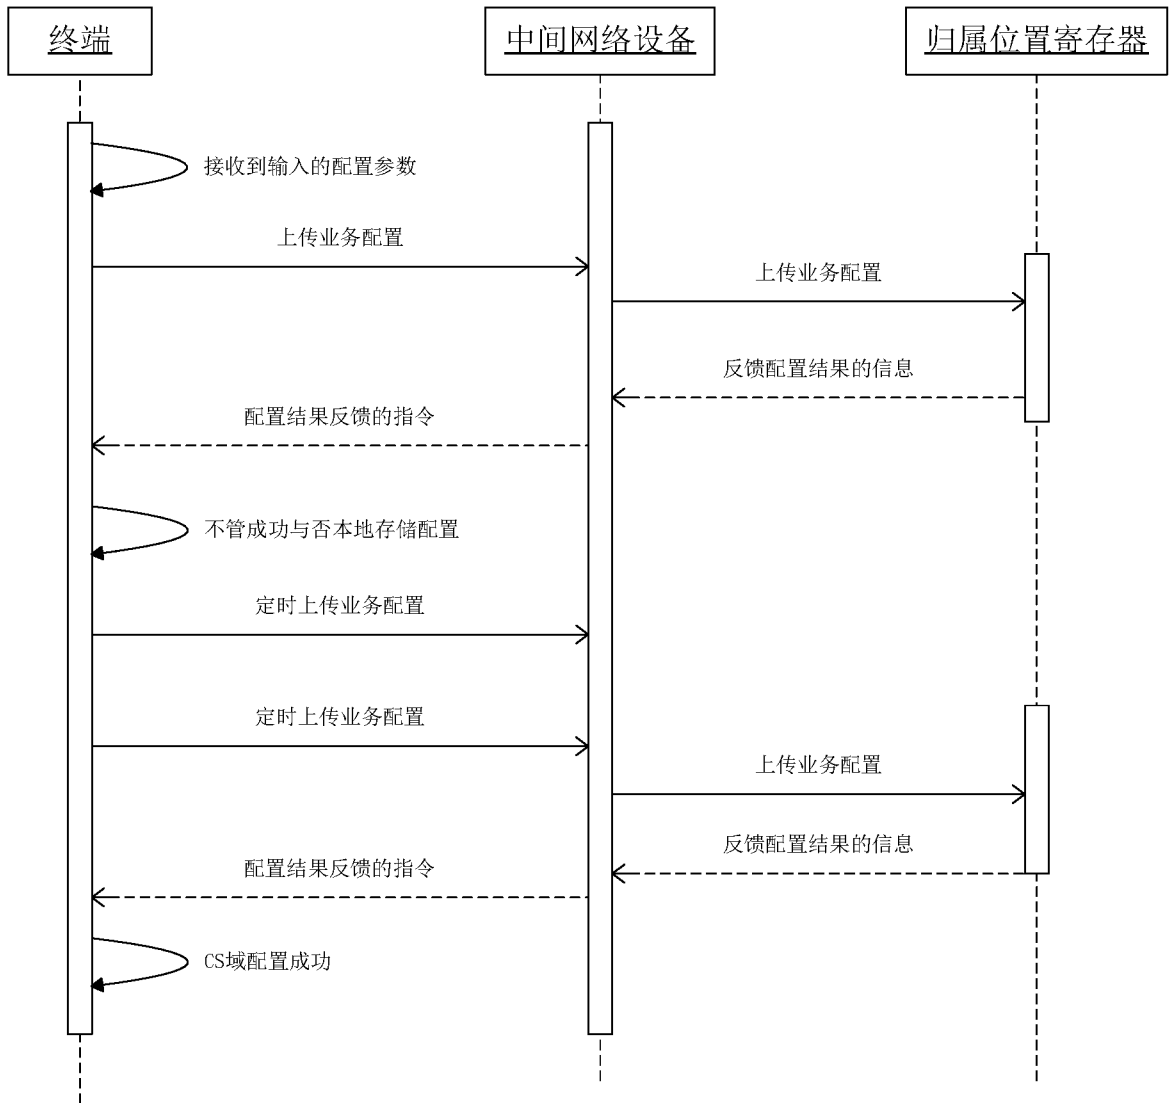 终端
中间网络设备
归属位置寄存器
接收到输入的配置参数
上传业务配置
上传业务配置
反馈配置结果的信息
配置结果反馈的指令
不管成功与否本地存储配置
定时上传业务配置
定时上传业务配置
上传业务配置
反馈配置结果的信息
配置结果反馈的指令
CS域配置成功